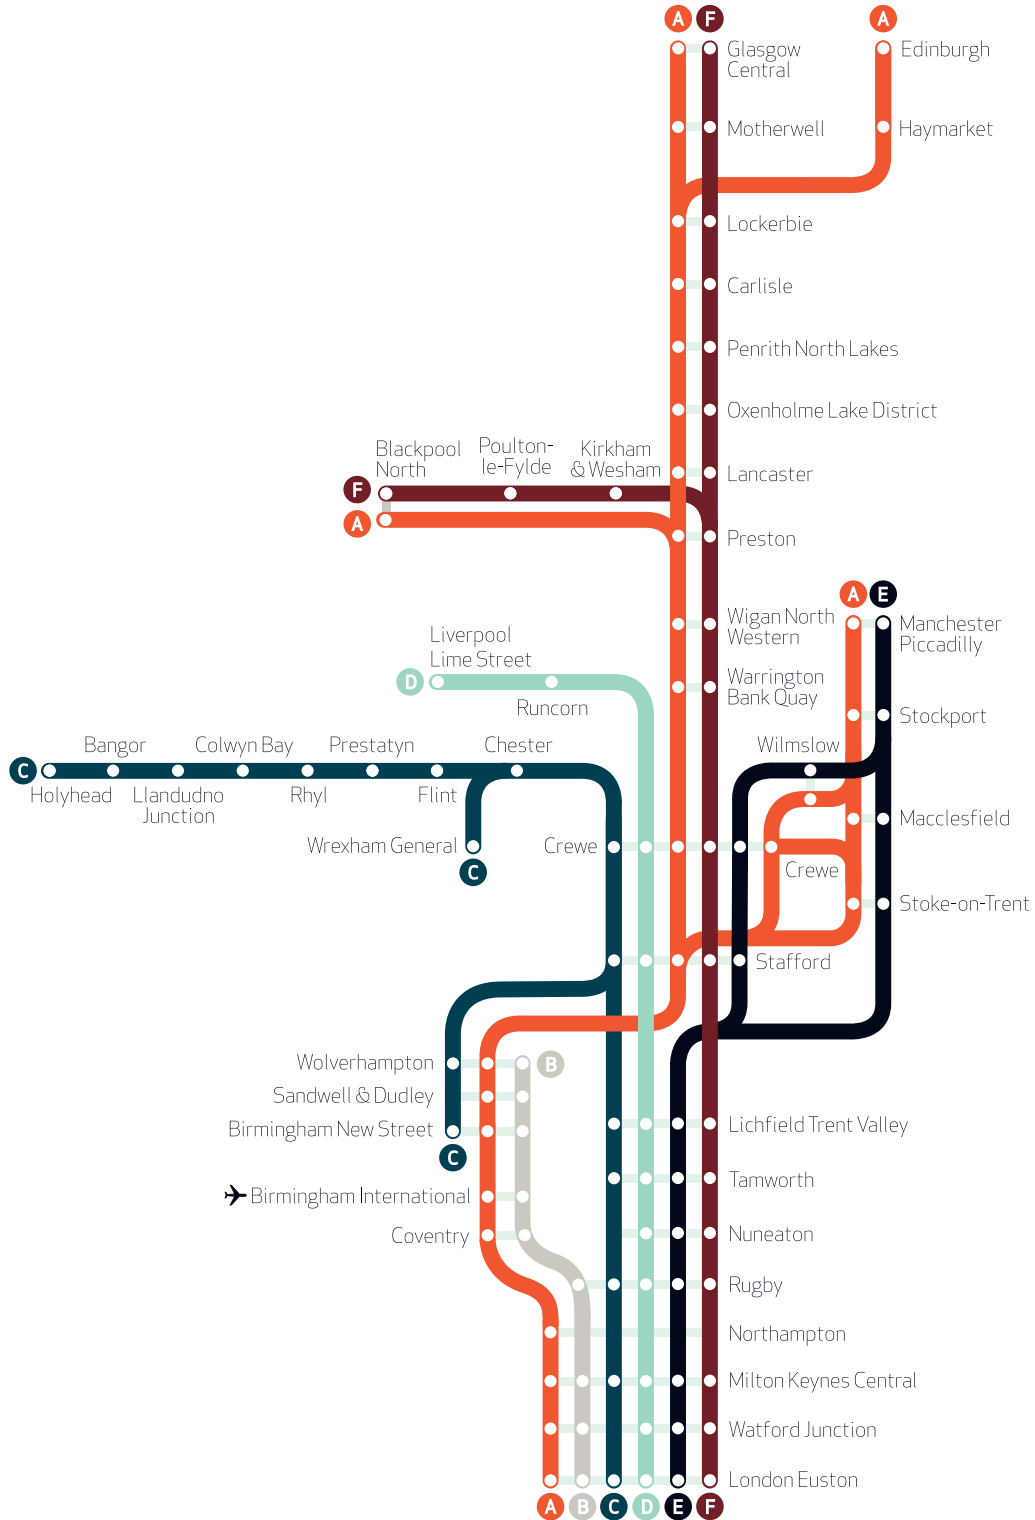 A
F
A
Glasgow
Central
Edinburgh
Motherwell
Haymarket
Lockerbie
Carlisle
Penrith North Lakes
Oxenholme Lake District
Blackpool
North
Poulton-
le-Fylde
Kirkham
& Wesham
Lancaster
F
A
Preston
A
E
Wigan North
Western
Manchester
Piccadilly
Liverpool
Lime Street
D
Runcorn
Warrington
Bank Quay
Stockport
Bangor
Colwyn Bay
Prestatyn
Chester
Wilmslow
C
Holyhead
Llandudno
Junction
Rhyl
Flint
Macclesfield
Wrexham General
C
Crewe
Crewe
Stoke-on-Trent
Stafford
Wolverhampton
B
Sandwell & Dudley
Birmingham New Street
C
Lichfield Trent Valley
Tamworth
Birmingham International
Coventry
Nuneaton
Rugby
Northampton
Milton Keynes Central
Watford Junction
London Euston
A
B
C
D
E
F